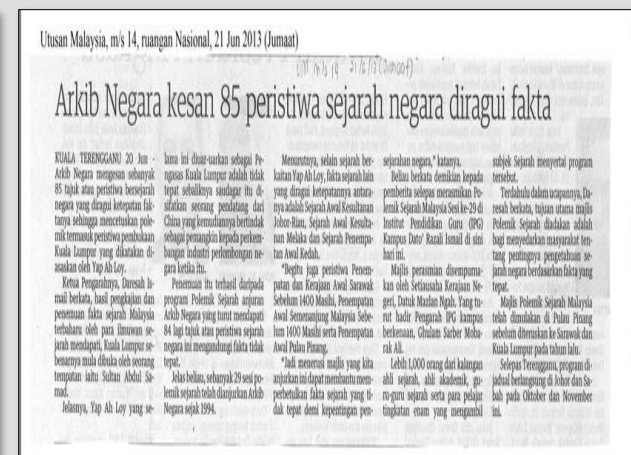 Utusan Malaysia, m/s 14, ruangan Nasional, 21 Jun 2013 (Jumaat)
UM m/s 14 21/6/13 (Jumaat)
Arkib Negara kesan 85 peristiwa sejarah negara diragui fakta
KUALA TERENGGANU 20 Jun -
Arkib Negara mengesan sebanyak
85 tajuk atau peristiwa bersejarah
negara yang diragui ketepatan fak-
tanya sehingga mencetuskan pole-
mik termasuk peristiwa pembukaan
Kuala Lumpur yang dikatakan di-
asaskan oleh Yap Ah Loy.
Ketua Pengarahnya, Daresah Is-
mail berkata, hasil pengkajian dan
penemuan fakta sejarah Malaysia
terbaharu oleh para ilmuwan se-
jarah mendapati, Kuala Lumpur se-
benarnya mula dibuka oleh seorang
tempatan iaitu Sultan Abdul Sa-
mad.
Jelasnya, Yap Ah Loy yang se-
lama ini diuar-uarkan sebagai Pe-
ngasas Kuala Lumpur adalah tidak
tepat sebaliknya saudagar itu di-
sifatkan seorang pendatang dari
China yang kemudiannya bertindak
sebagai pemangkin kepada perkem-
bangan industri perlombongan ne-
gara ketika itu.
Penemuan itu terhasil daripada
program Polemik Sejarah anjuran
Arkib Negara yang turut mendapati
84 lagi tajuk atau peristiwa sejarah
negara ini mengandungi fakta tidak
tepat.
Jelas beliau, sebanyak 29 sesi po-
lemik sejarah telah dianjurkan Arkib
Negara sejak 1994.
Menurutnya, selain sejarah ber-
kaitan Yap Ah Loy, fakta sejarah lain
yang diragui ketepatannya antara-
nya adalah Sejarah Awal Kesultanan
Johor-Riau, Sejarah Awal Kesulta-
nan Melaka dan Sejarah Penempa-
tan Awal Kedah.
"Begitu juga peristiwa Penem-
patan dan Kerajaan Awal Sarawak
Sebelum 1400 Masihi, Penempatan
Awal Semenanjung Malaysia Sebe-
lum 1400 Masihi serta Penempatan
Awal Pulau Pinang.
"Jadi menerusi majlis yang kita
anjurkan ini dapat membantu mem-
perbetulkan fakta sejarah yang ti-
dak tepat demi kepentingan pen-
sejarahan negara," katanya.
Beliau berkata demikian kepada
pemberita selepas merasmikan Po-
lemik Sejarah Malaysia Sesi ke-29 di
Institut Pendidikan Guru (IPG)
Kampus Dato' Razali Ismail di sini
hari ini.
Majlis perasmian disempurna-
kan oleh Setiausaha Kerajaan Ne-
geri, Datuk Mazlan Ngah. Yang tu-
rut hadir Pengarah IPG kampus
berkenaan, Ghulam Sarber Moba-
rak Ali.
Lebih 1,000 orang dari kalangan
ahli sejarah, ahli akademik, gu-
ru-guru sejarah serta para pelajar
tingkatan enam yang mengambil
subjek Sejarah menyertai program
tersebut.
Terdahulu dalam ucapannya, Da-
resah berkata, tujuan utama majlis
Polemik Sejarah diadakan adalah
bagi menyedarkan masyarakat ten-
tang pentingnya pengetahuan se-
jarah negara berdasarkan fakta yang
tepat.
Majlis Polemik Sejarah Malaysia
telah dimulakan di Pulau Pinang
sebelum diteruskan ke Sarawak dan
Kuala Lumpur pada tahun lalu.
Selepas Terengganu, program di-
jadual berlangsung di Johor dan Sa-
bah pada Oktober dan November
ini.